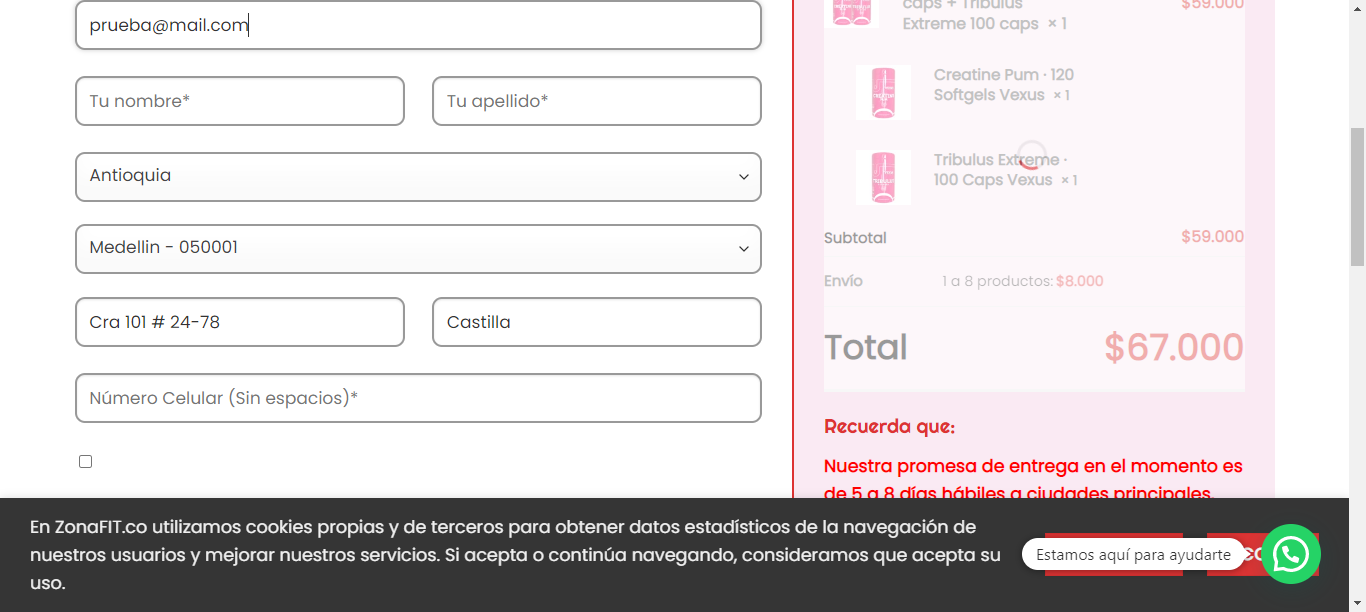 prueba@mail.com
Tu nombre*
Tu apellido*
Antioquia
Medellin - 050001
Cra 101 # 24-78
Castilla
Número Celular (Sin espacios)*
caps + Tribulus
Extreme 100 caps × 1
$59.000
Creatine Pum · 120
Softgels Vexus × 1
Tribulus Extreme ·
100 Caps Vexus × 1
Subtotal $59.000
Envío 1 a 8 productos: $8.000
Total $67.000
Recuerda que:
Nuestra promesa de entrega en el momento es
de 5 a 8 días hábiles a ciudades principales,
En ZonaFIT.co utilizamos cookies propias y de terceros para obtener datos estadísticos de la navegación de
nuestros usuarios y mejorar nuestros servicios. Si acepta o continúa navegando, consideramos que acepta su
uso.
Estamos aquí para ayudarte